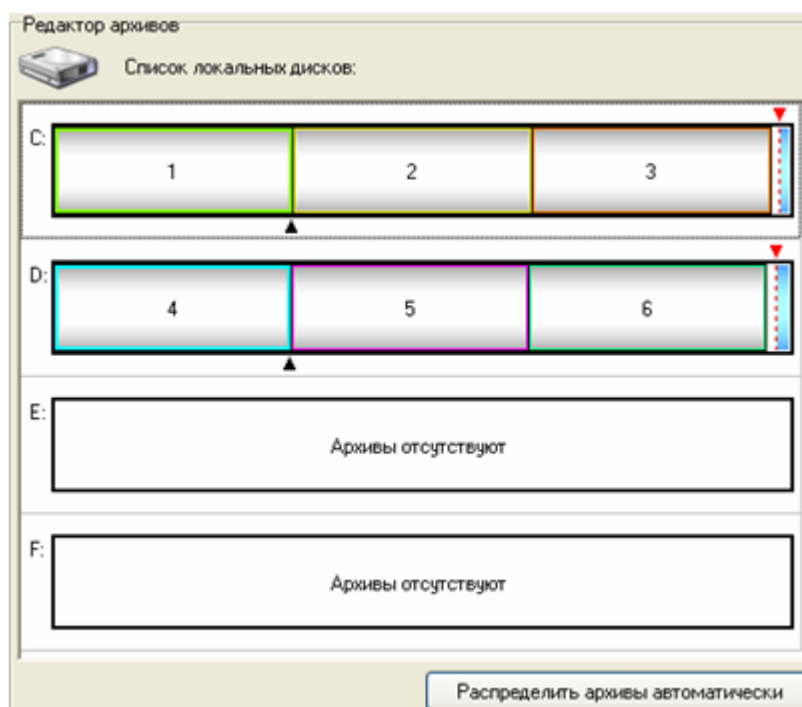 Редактор архивов
Список локальных дисков:
C:
1 2 3
D:
4 5 6
E:
Архивы отсутствуют
F:
Архивы отсутствуют
Распределить архивы автоматически